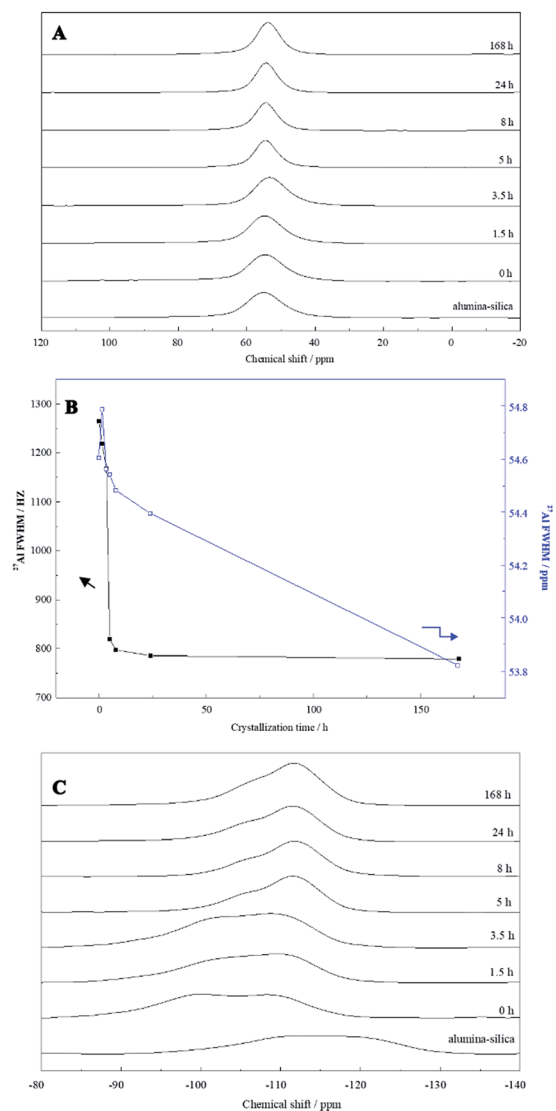 A
168 h
24 h
8 h
5 h
3.5 h
1.5 h
0 h
alumina-silica
120 100 80 60 40 20 0 -20
Chemical shift / ppm
B
1300
1200
1100
1000
900
800
700
²⁷Al FWHM / HZ
54.8
54.6
54.4
54.2
54.0
53.8
²⁷Al FWHM / ppm
0 50 100 150
Crystallization time / h
C
168 h
24 h
8 h
5 h
3.5 h
1.5 h
0 h
alumina-silica
-80 -90 -100 -110 -120 -130 -140
Chemical shift / ppm